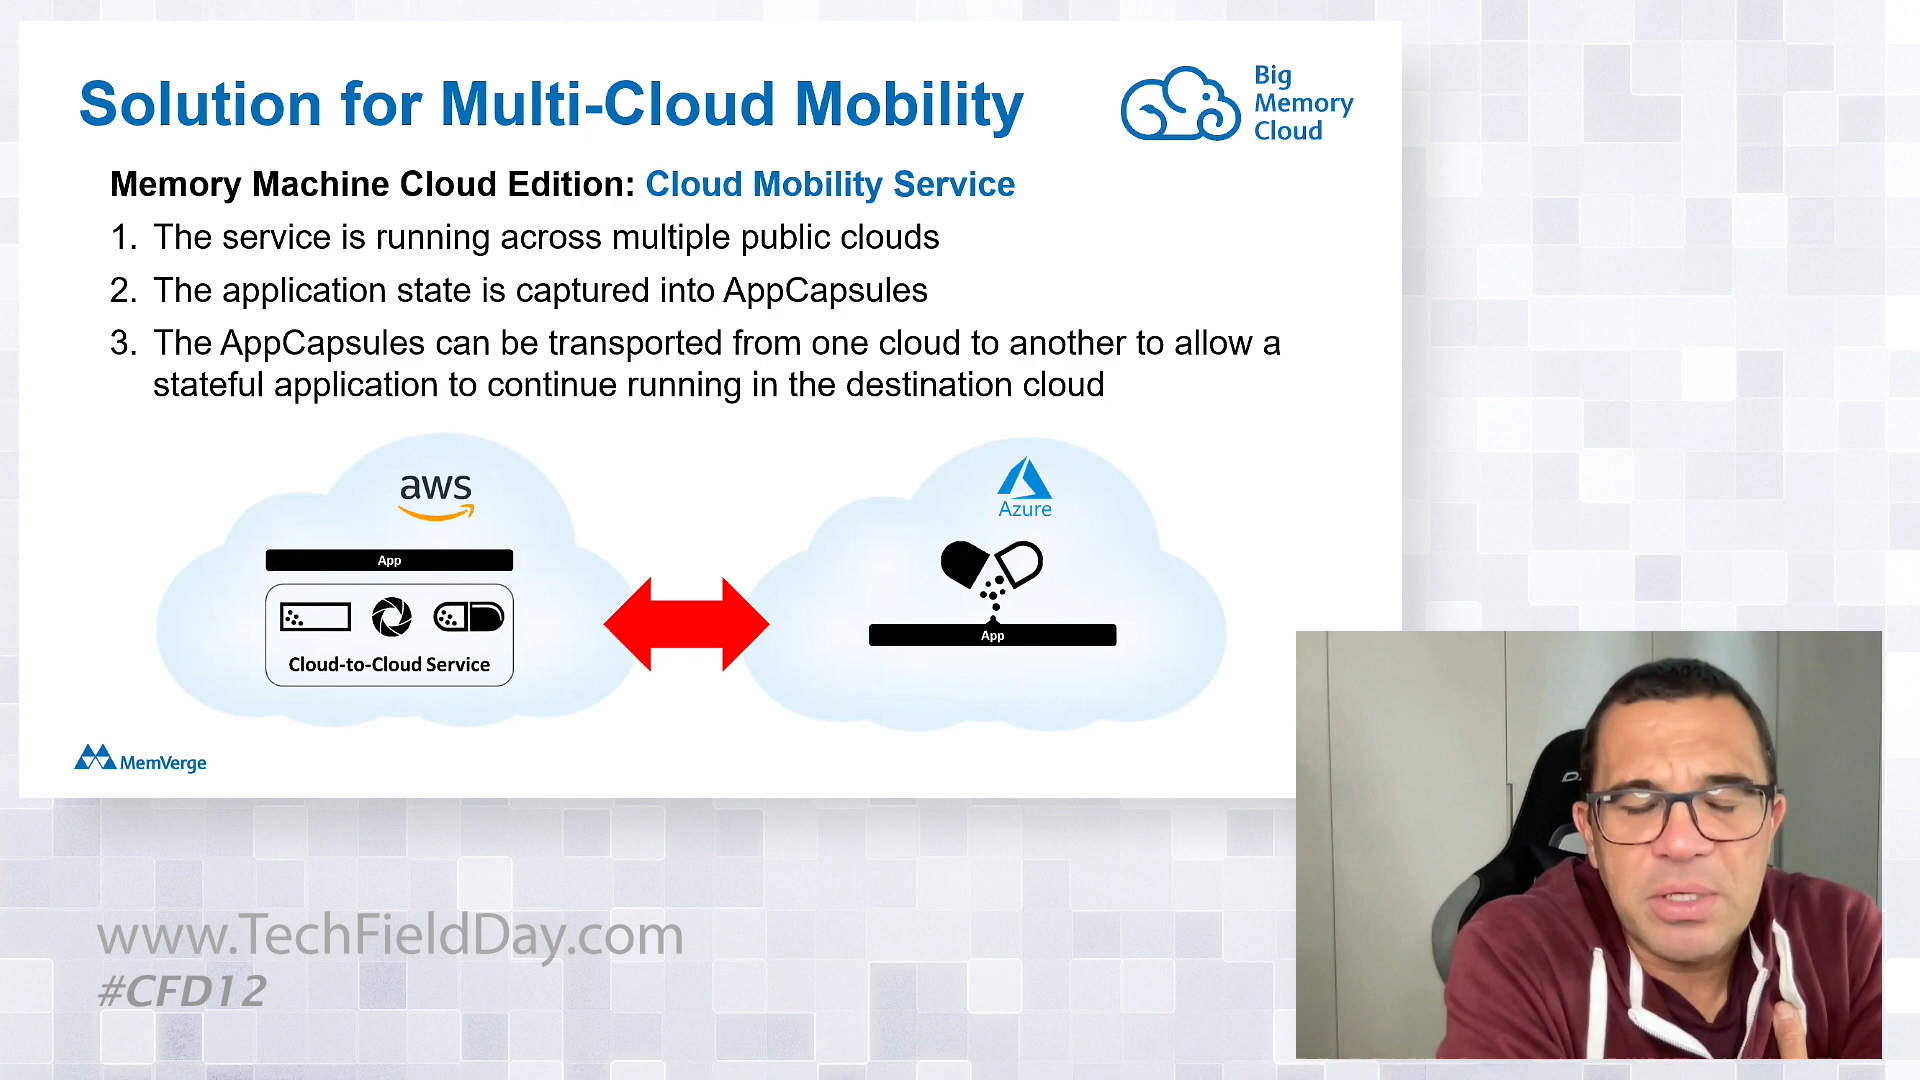 Solution for Multi-Cloud Mobility
Big
Memory
Cloud
Memory Machine Cloud Edition: Cloud Mobility Service
1. The service is running across multiple public clouds
2. The application state is captured into AppCapsules
3. The AppCapsules can be transported from one cloud to another to allow a
stateful application to continue running in the destination cloud
aws
App
Cloud-to-Cloud Service
Azure
App
MemVerge
www.TechFieldDay.com
#CFD12